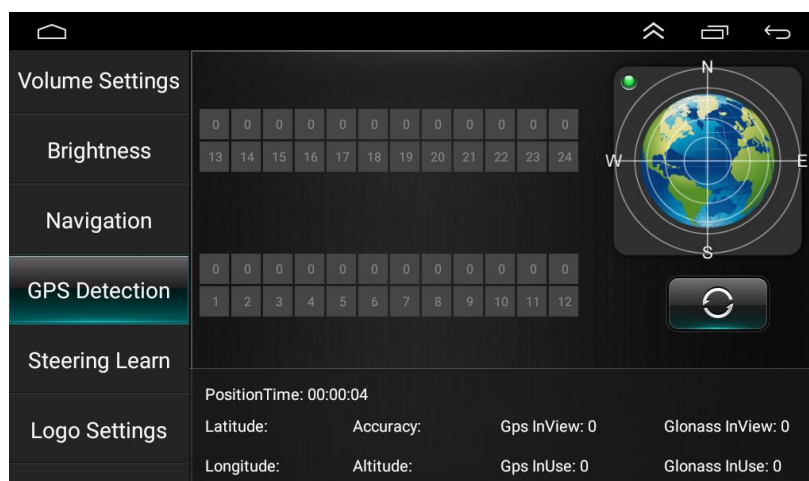 Volume Settings
Brightness
Navigation
GPS Detection
Steering Learn
Logo Settings
0 0 0 0 0 0 0 0 0 0 0 0
13 14 15 16 17 18 19 20 21 22 23 24
0 0 0 0 0 0 0 0 0 0 0 0
1 2 3 4 5 6 7 8 9 10 11 12
N
W E
S
PositionTime: 00:00:04
Latitude: Accuracy: Gps InView: 0 Glonass InView: 0
Longitude: Altitude: Gps InUse: 0 Glonass InUse: 0